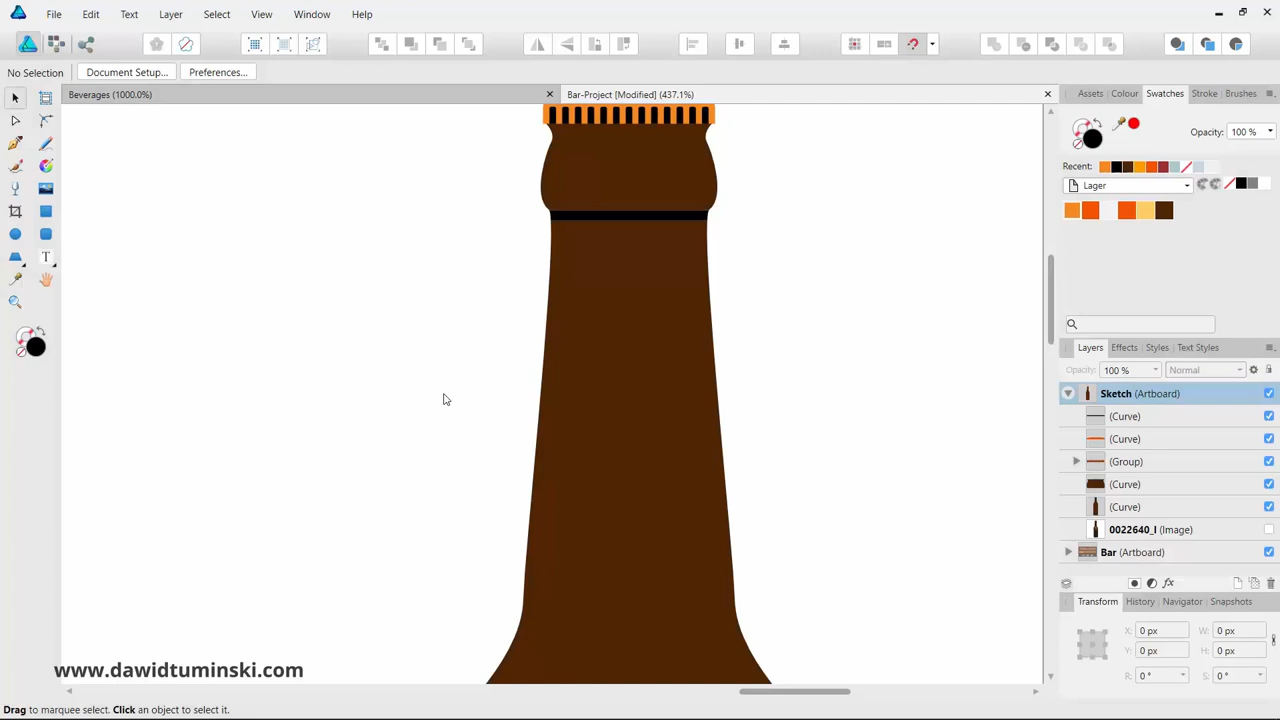 File Edit Text Layer Select View Window Help
No Selection Document Setup... Preferences...
Beverages (1000.0%) Bar-Project [Modified] (437.1%)
Assets Colour Swatches Stroke Brushes
Opacity: 100 %
Recent:
Lager
T
Layers Effects Styles Text Styles
Opacity: 100 % Normal
Sketch (Artboard)
(Curve)
(Curve)
(Group)
(Curve)
(Curve)
0022640_l (Image)
Bar (Artboard)
fx
Transform History Navigator Snapshots
X: 0 px W: 0 px
Y: 0 px H: 0 px
R: 0 ° S: 0 °
www.dawidtuminski.com
Drag to marquee select. Click an object to select it.